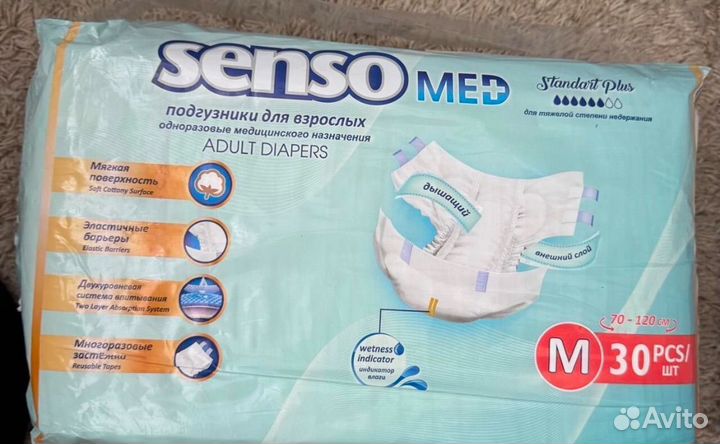 senso MED
Standart Plus
для тяжелой степени недержания
подгузники для взрослых
одноразовые медицинского назначения
ADULT DIAPERS
Мягкая
поверхность
Soft Cottony Surface
Эластичные
барьеры
Elastic Barriers
Двухуровневая
система впитывания
Two Layer Absorption System
Многоразовые
застежки
Reusable Tapes
дышащий
внешний слой
wetness
indicator
индикатор
влаги
70 - 120 см
M
30 PCS/
ШТ
Avito